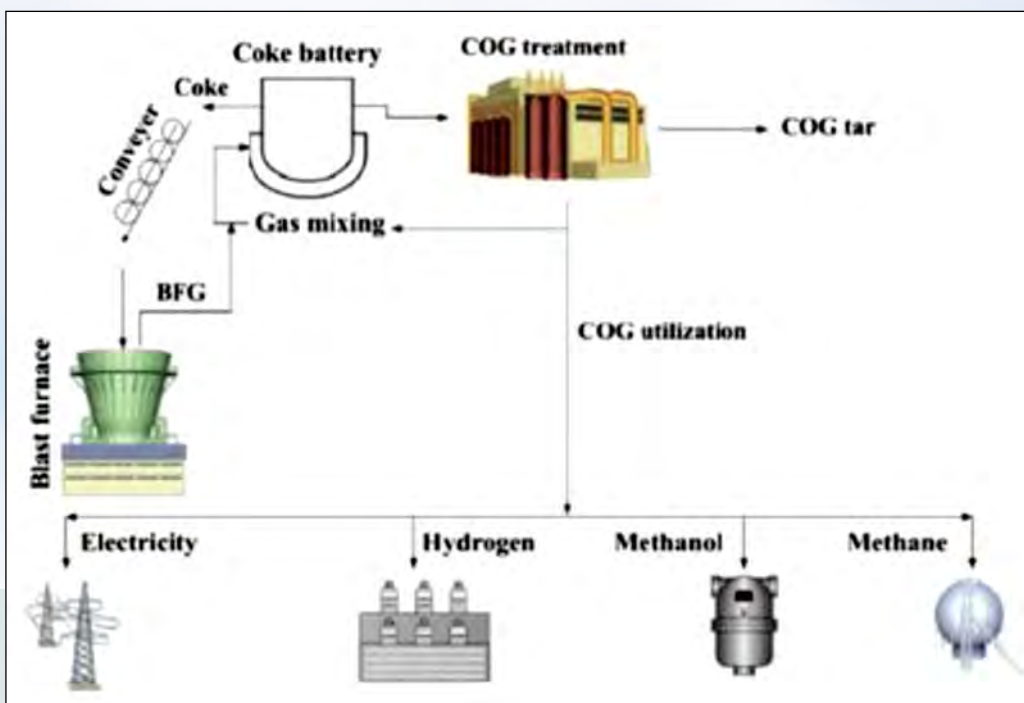 Coke battery
COG treatment
Coke
Conveyer
COG tar
Gas mixing
BFG
COG utilization
Blast furnace
Electricity
Hydrogen
Methanol
Methane